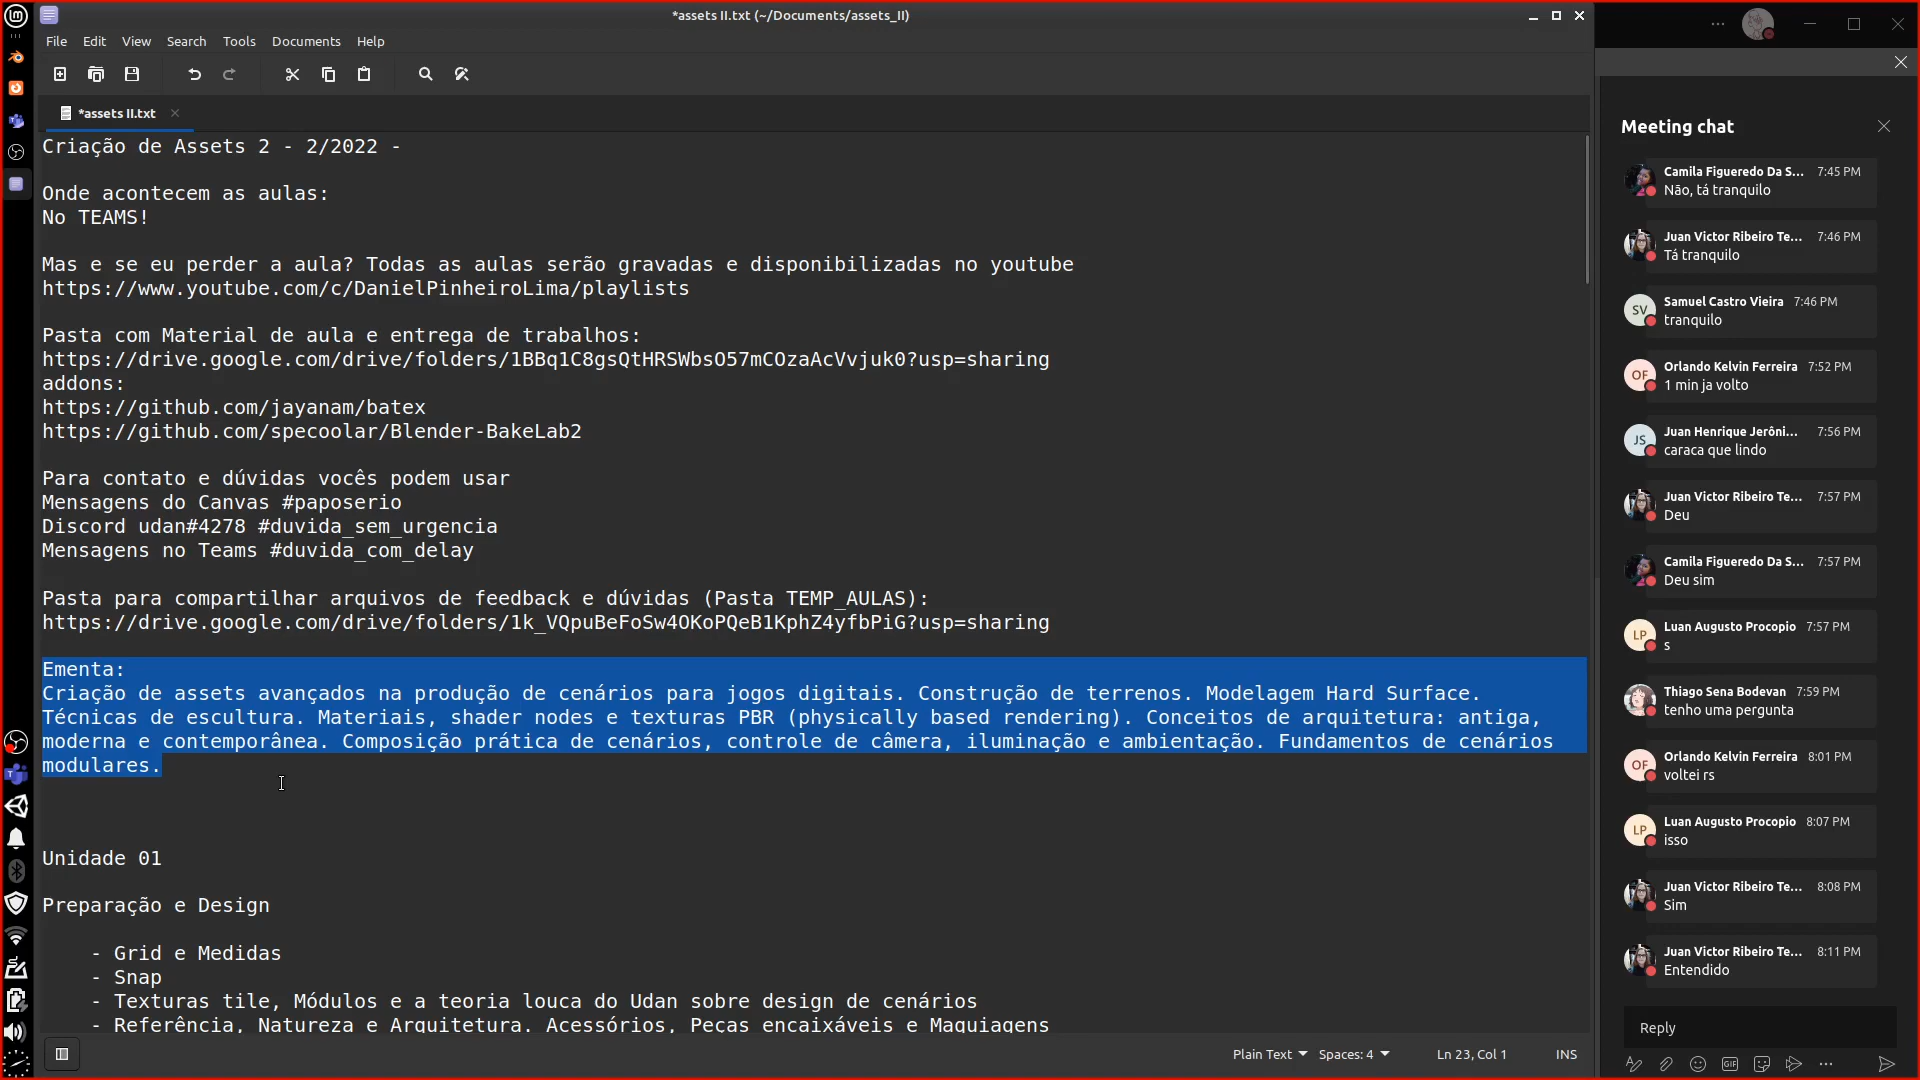 *assets II.txt (~/Documents/assets_II)
File Edit View Search Tools Documents Help
*assets II.txt
Criação de Assets 2 - 2/2022 -
Onde acontecem as aulas:
No TEAMS!
Mas e se eu perder a aula? Todas as aulas serão gravadas e disponibilizadas no youtube
https://www.youtube.com/c/DanielPinheiroLima/playlists
Pasta com Material de aula e entrega de trabalhos:
https://drive.google.com/drive/folders/1BBq1C8gsQtHRSWbsO57mCOzaAcVvjuk0?usp=sharing
addons:
https://github.com/jayanam/batex
https://github.com/specoolar/Blender-BakeLab2
Para contato e dúvidas vocês podem usar
Mensagens do Canvas #paposerio
Discord udan#4278 #duvida_sem_urgencia
Mensagens no Teams #duvida_com_delay
Pasta para compartilhar arquivos de feedback e dúvidas (Pasta TEMP_AULAS):
https://drive.google.com/drive/folders/1k_VQpuBeFoSw4OKoPQeB1KphZ4yfbPiG?usp=sharing
Ementa:
Criação de assets avançados na produção de cenários para jogos digitais. Construção de terrenos. Modelagem Hard Surface.
Técnicas de escultura. Materiais, shader nodes e texturas PBR (physically based rendering). Conceitos de arquitetura: antiga,
moderna e contemporânea. Composição prática de cenários, controle de câmera, iluminação e ambientação. Fundamentos de cenários
modulares.
Unidade 01
Preparação e Design
- Grid e Medidas
- Snap
- Texturas tile, Módulos e a teoria louca do Udan sobre design de cenários
- Referência, Natureza e Arquitetura. Acessórios, Peças encaixáveis e Maquiagens
Plain Text Spaces: 4 Ln 23, Col 1 INS
Meeting chat
Camila Figueredo Da S... 7:45 PM
Não, tá tranquilo
Juan Victor Ribeiro Te... 7:46 PM
Tá tranquilo
SV
Samuel Castro Vieira 7:46 PM
tranquilo
OF
Orlando Kelvin Ferreira 7:52 PM
1 min ja volto
JS
Juan Henrique Jerôni... 7:56 PM
caraca que lindo
Juan Victor Ribeiro Te... 7:57 PM
Deu
Camila Figueredo Da S... 7:57 PM
Deu sim
LP
Luan Augusto Procopio 7:57 PM
s
Thiago Sena Bodevan 7:59 PM
tenho uma pergunta
OF
Orlando Kelvin Ferreira 8:01 PM
voltei rs
LP
Luan Augusto Procopio 8:07 PM
isso
Juan Victor Ribeiro Te... 8:08 PM
Sim
Juan Victor Ribeiro Te... 8:11 PM
Entendido
Reply
GIF